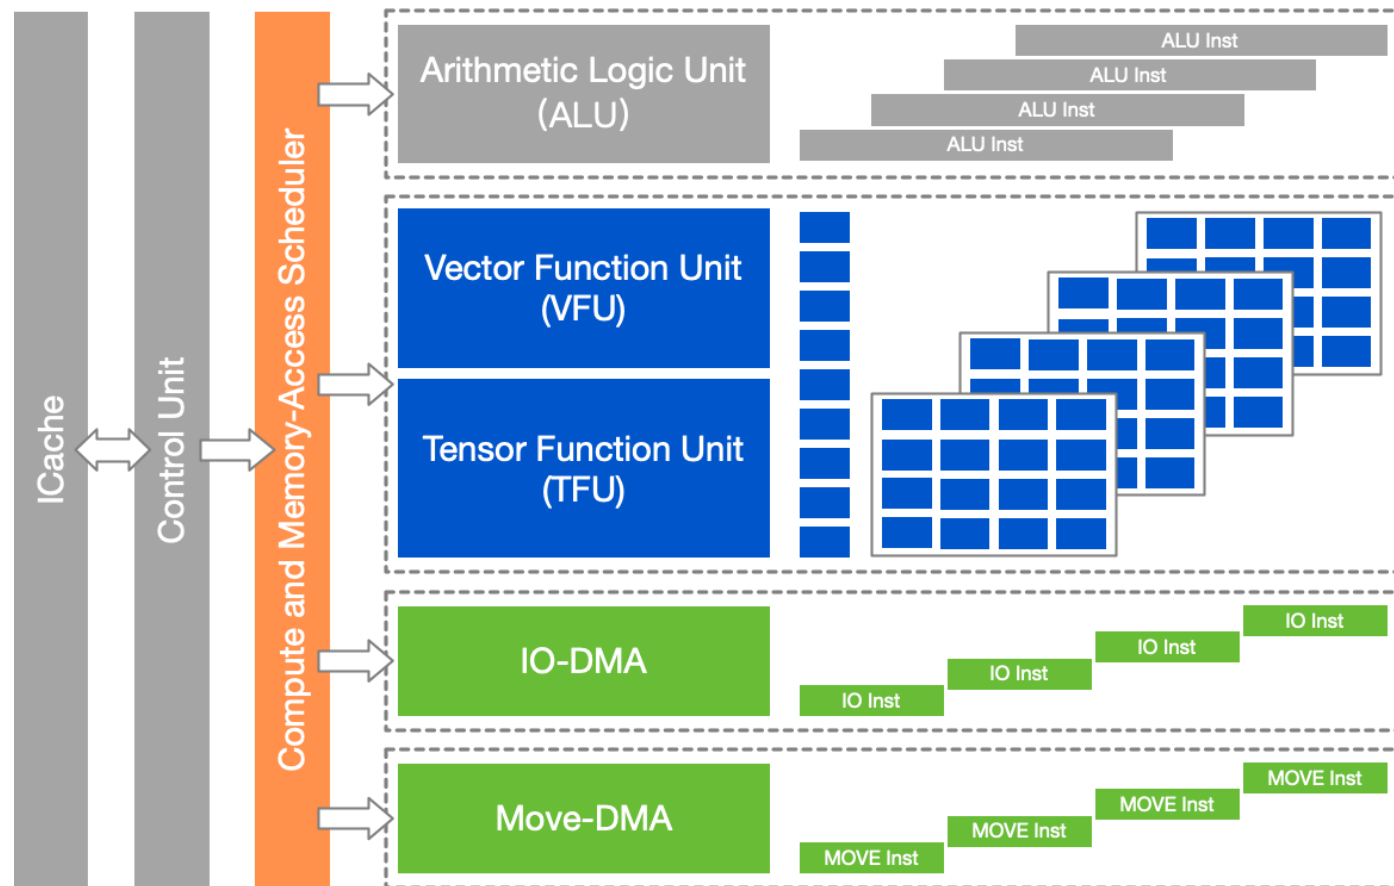 ICache
Control Unit
Compute and Memory-Access Scheduler
Arithmetic Logic Unit
(ALU)
ALU Inst
ALU Inst
ALU Inst
ALU Inst
Vector Function Unit
(VFU)
Tensor Function Unit
(TFU)
IO-DMA
IO Inst
IO Inst
IO Inst
IO Inst
Move-DMA
MOVE Inst
MOVE Inst
MOVE Inst
MOVE Inst